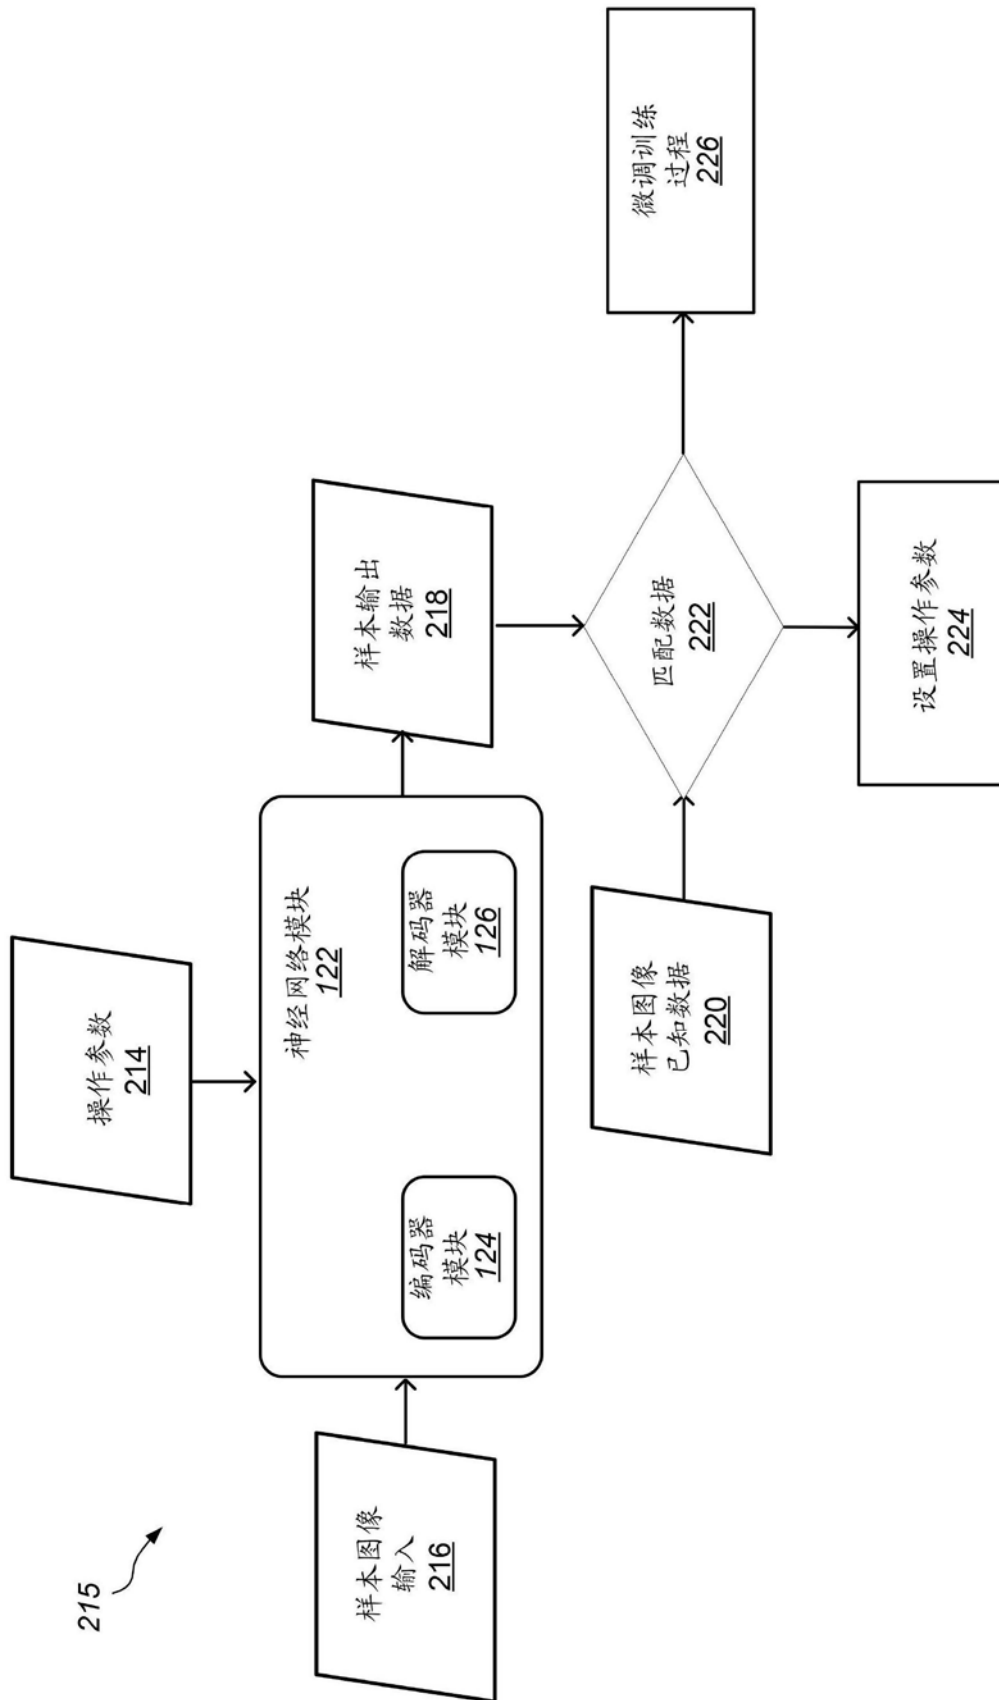 215
操作参数
214
样本图像
输入
216
神经网络模块
122
编码器
模块
124
解码器
模块
126
样本输出
数据
218
样本图像
已知数据
220
匹配数据
222
微调训练
过程
226
设置操作参数
224